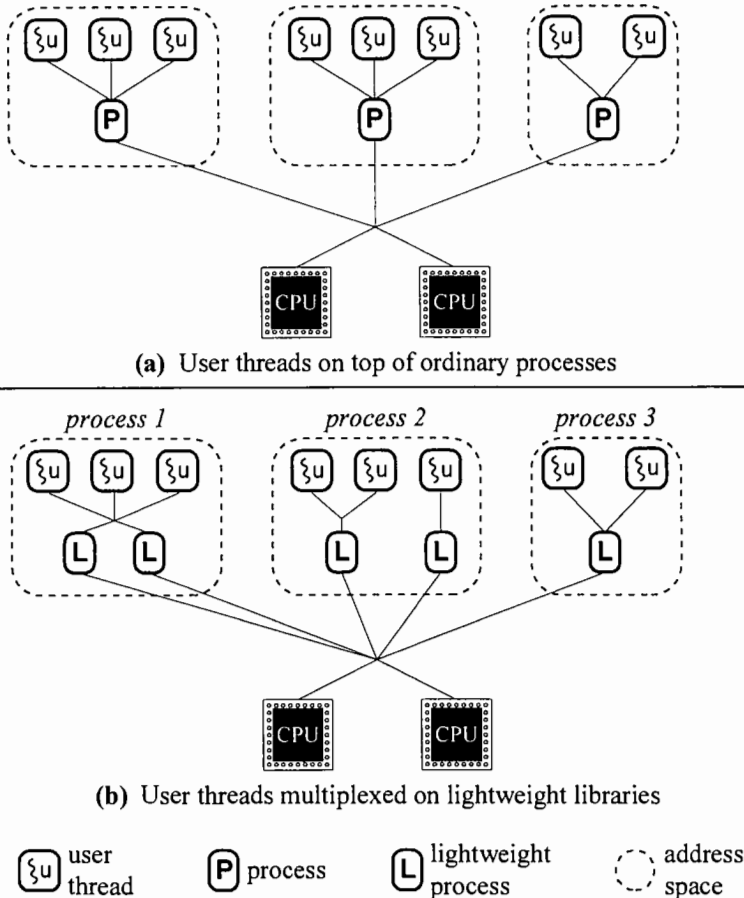 u u u u u u u u
P P P
CPU CPU
(a) User threads on top of ordinary processes
process 1 process 2 process 3
u u u u u u u u
L L L L L
CPU CPU
(b) User threads multiplexed on lightweight libraries
u user thread P process L lightweight process address space